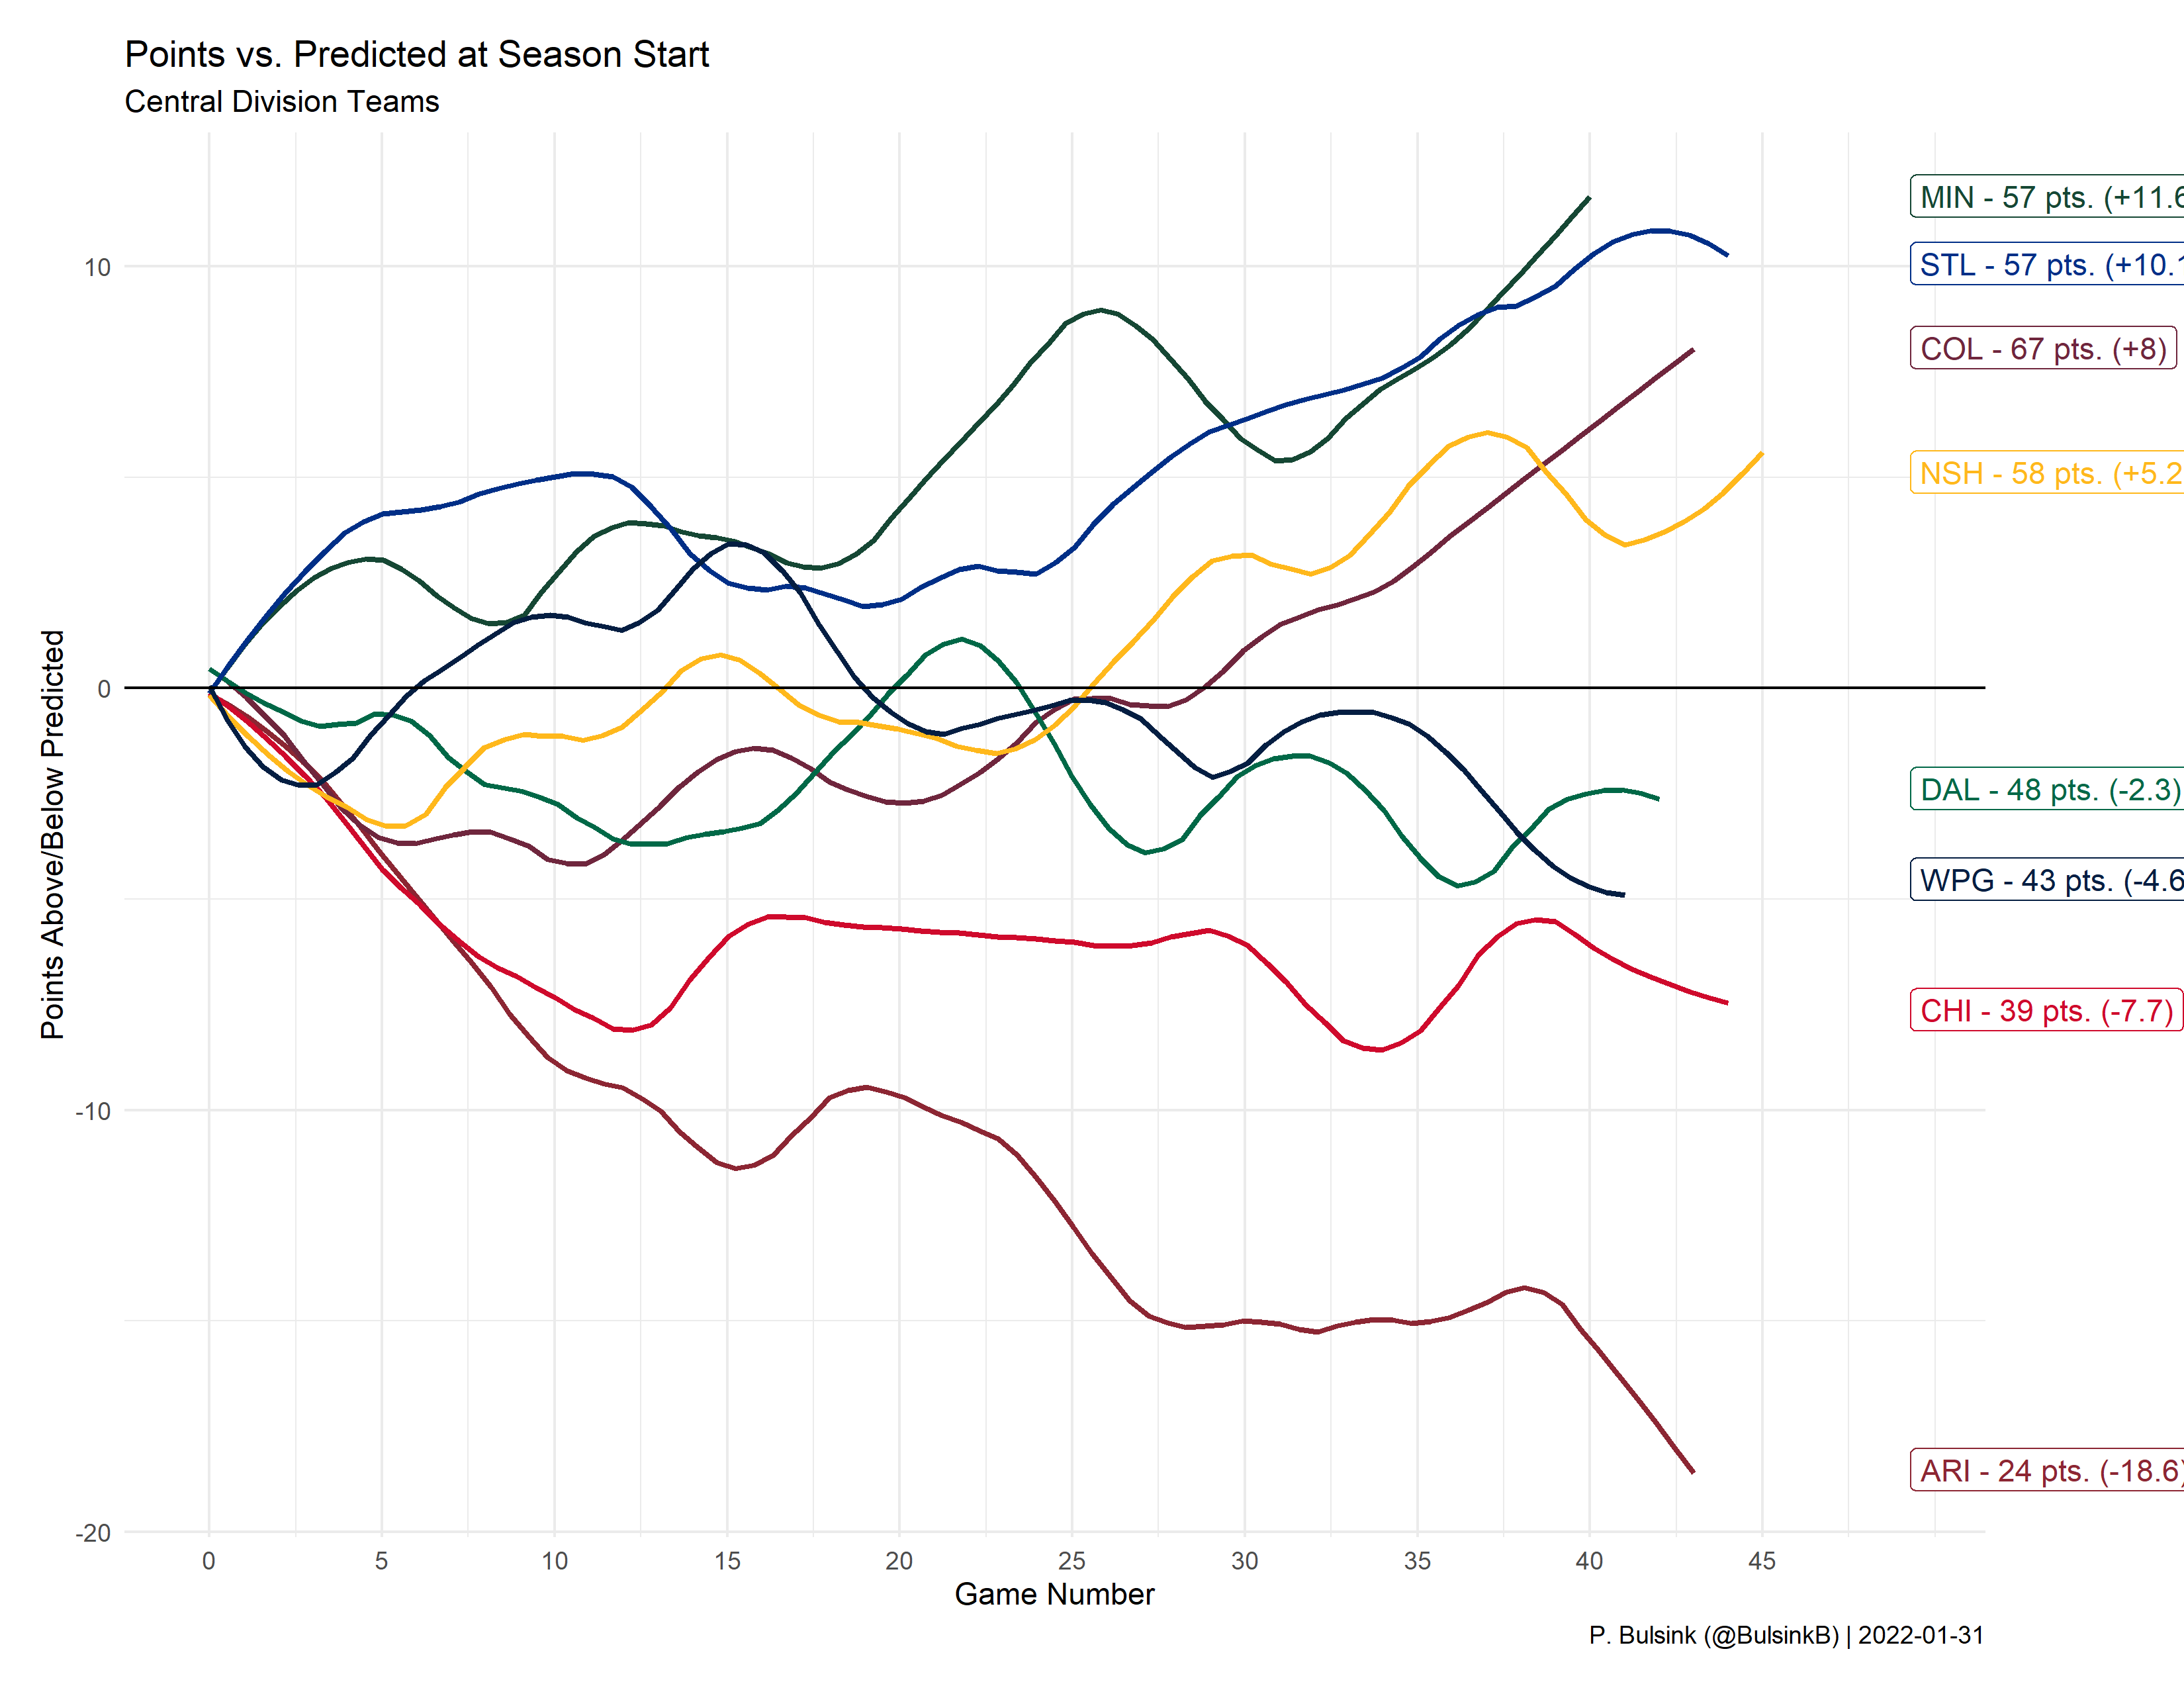 Points vs. Predicted at Season Start
Central Division Teams
Points Above/Below Predicted
10
0
-10
-20
MIN - 57 pts. (+11.6
STL - 57 pts. (+10.1
COL - 67 pts. (+8)
NSH - 58 pts. (+5.2
DAL - 48 pts. (-2.3)
WPG - 43 pts. (-4.6
CHI - 39 pts. (-7.7)
ARI - 24 pts. (-18.6)
0 5 10 15 20 25 30 35 40 45
Game Number
P. Bulsink (@BulsinkB) | 2022-01-31